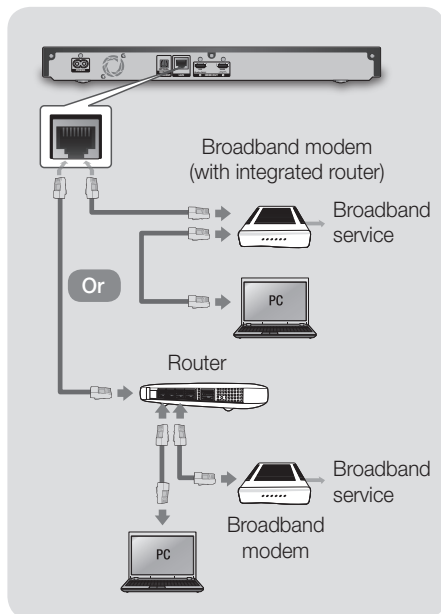 Broadband modem
(with integrated router)
Broadband
service
Or
PC
Router
Broadband
service
Broadband
modem
PC